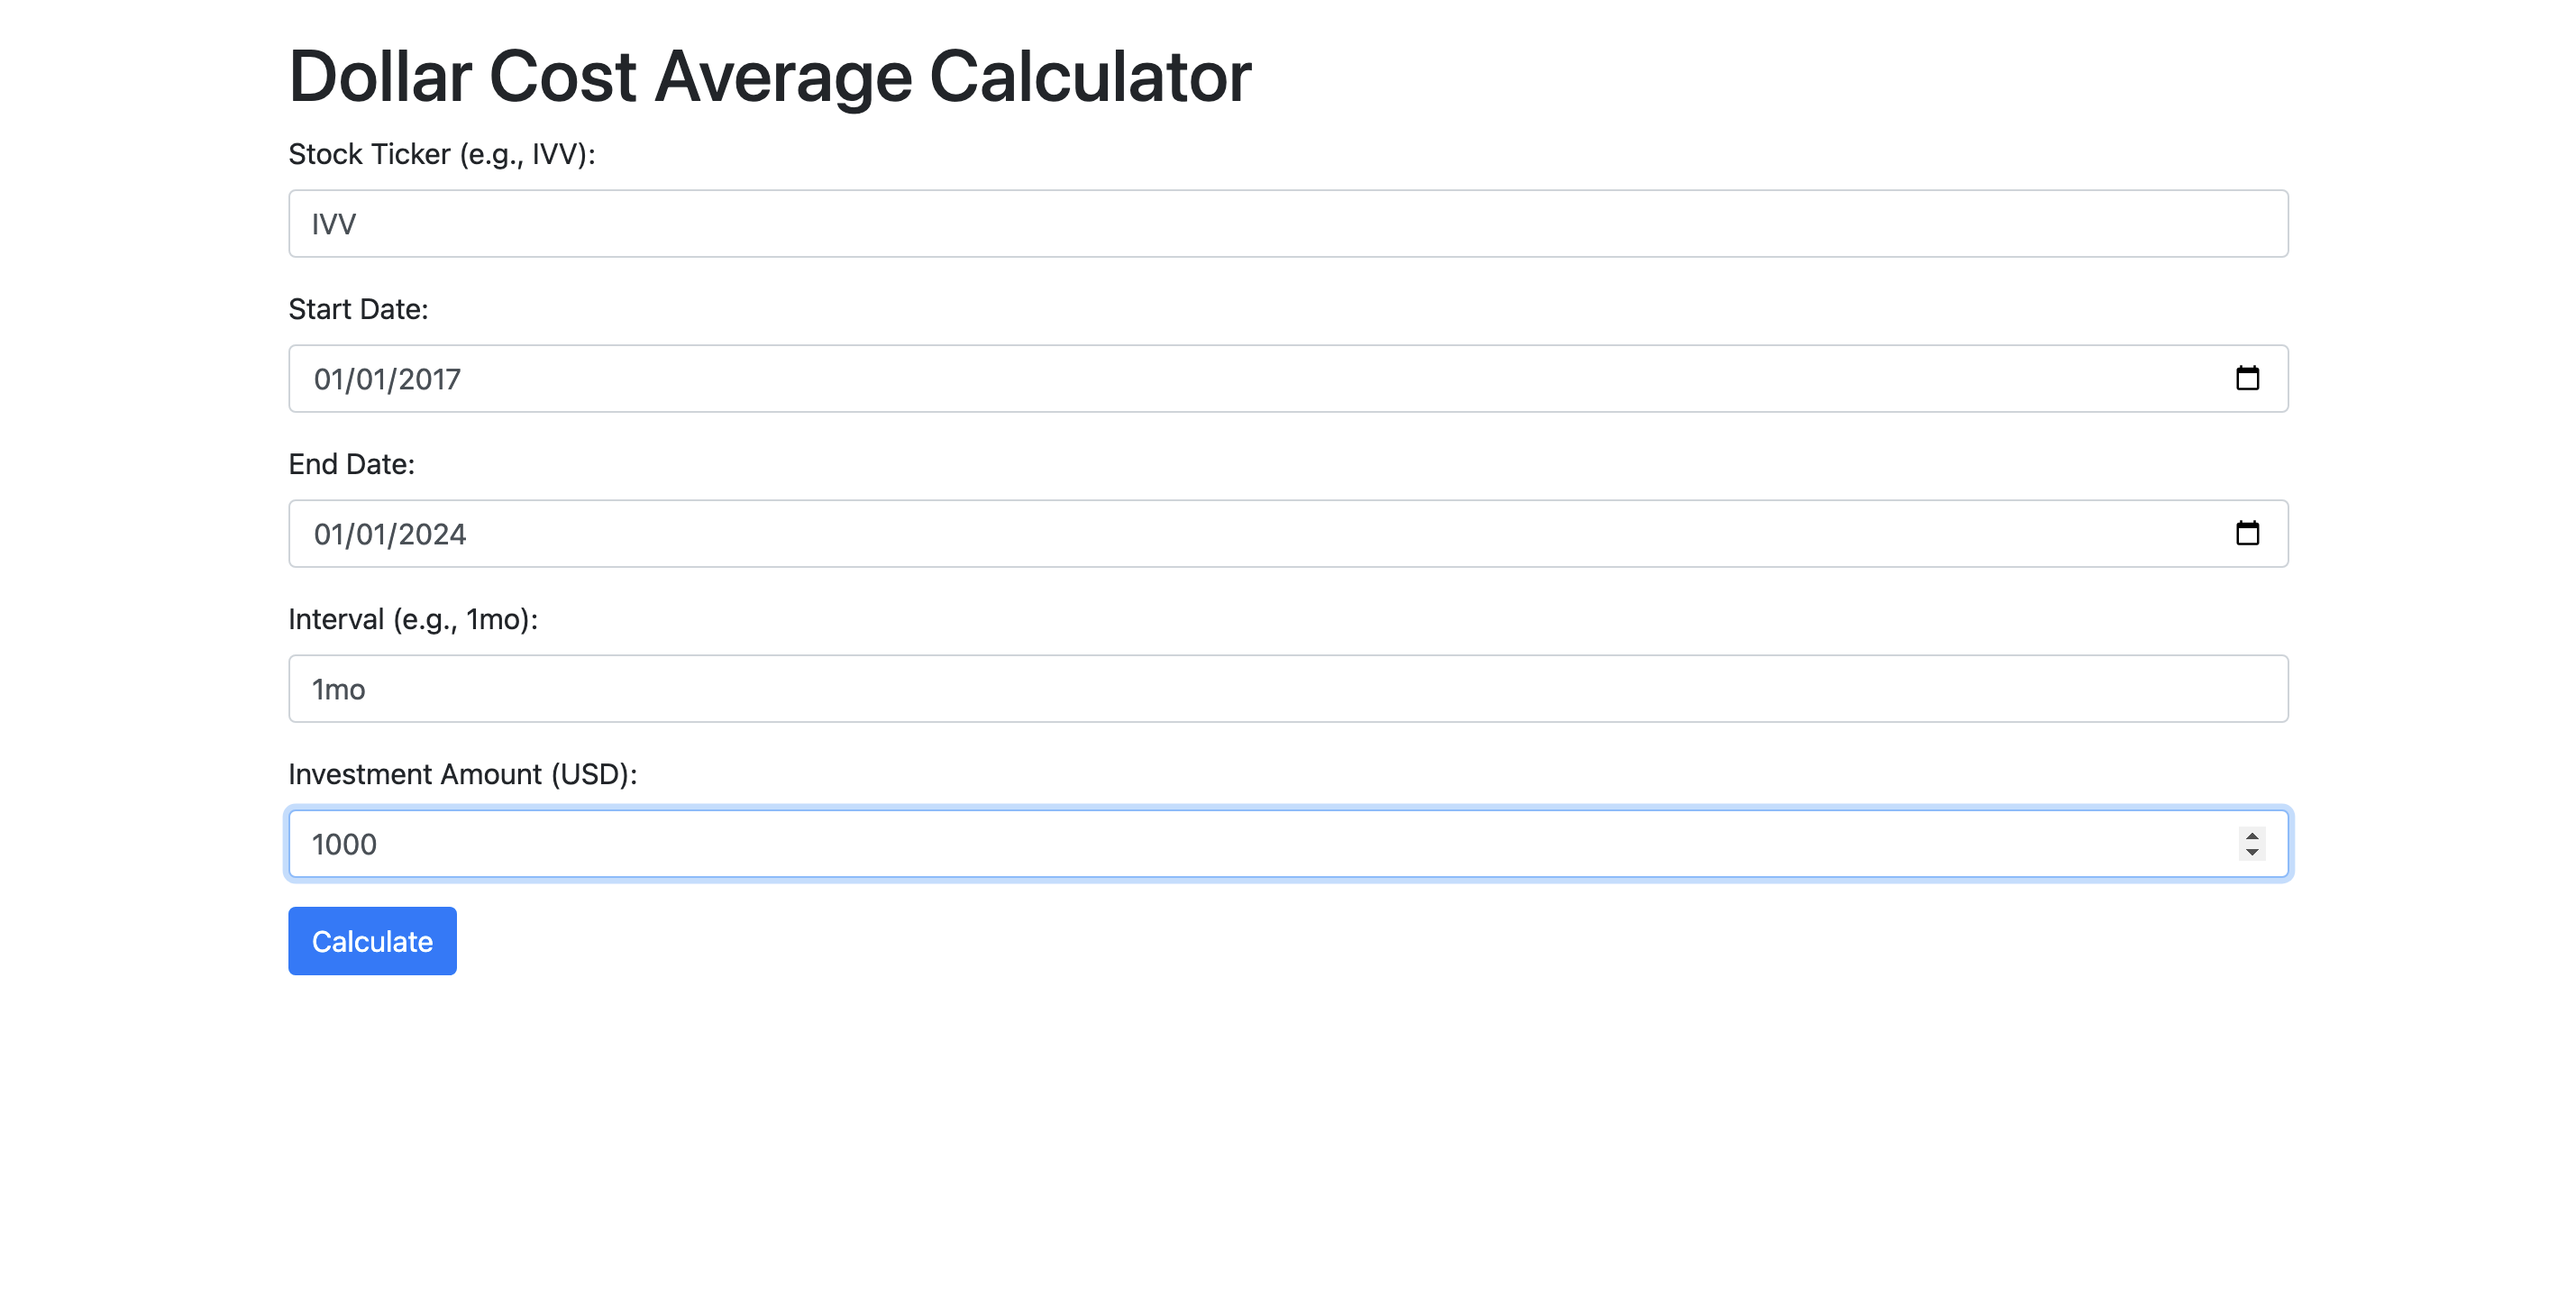 Dollar Cost Average Calculator
Stock Ticker (e.g., IVV):
IVV
Start Date:
01/01/2017
End Date:
01/01/2024
Interval (e.g., 1mo):
1mo
Investment Amount (USD):
1000
Calculate